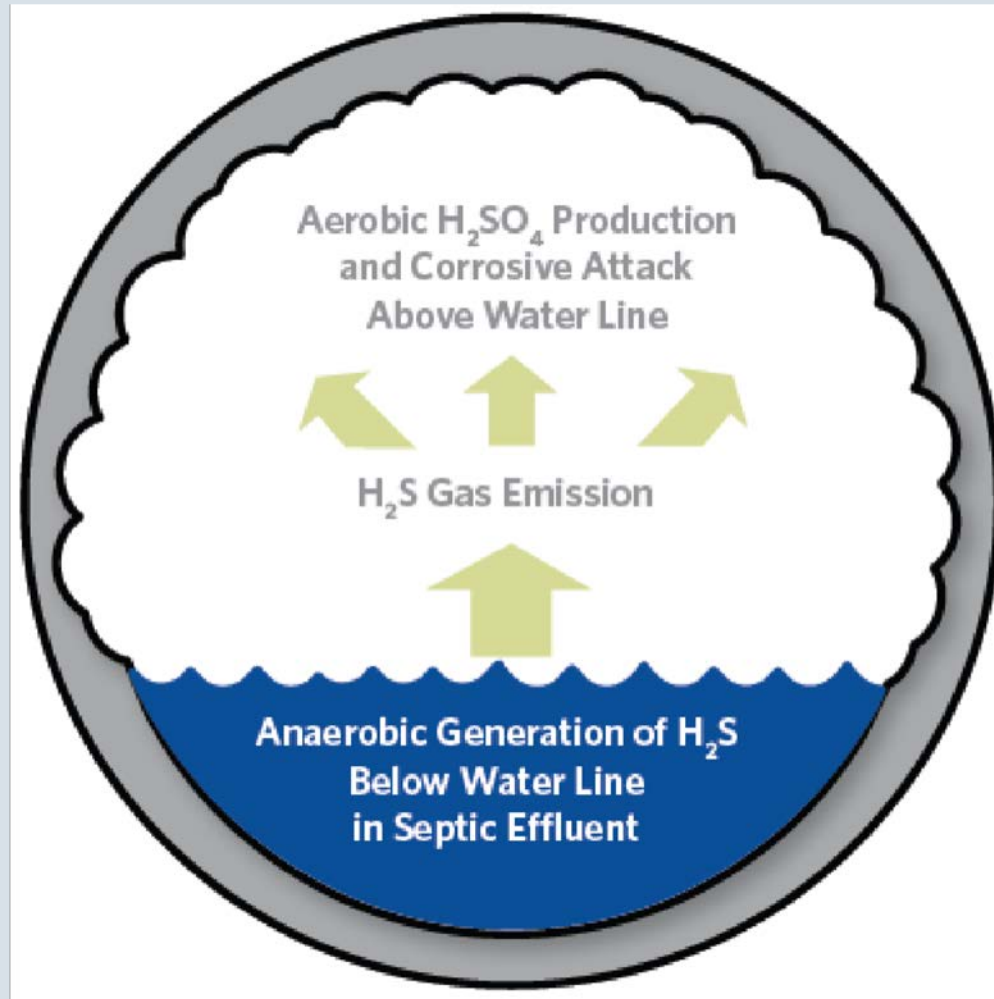 Aerobic H₂SO₄ Production
and Corrosive Attack
Above Water Line
H₂S Gas Emission
Anaerobic Generation of H₂S
Below Water Line
in Septic Effluent